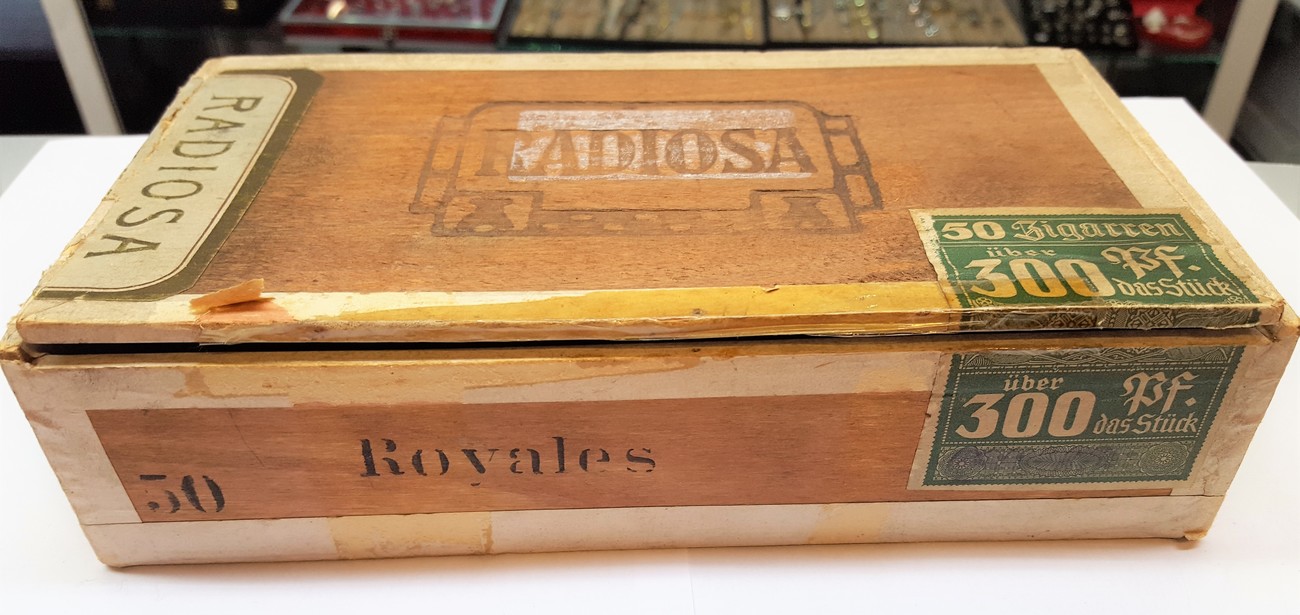 RADIOSA
RADIOSA
50 Zigarren
über
300 Pf.
das Stück
über
300 Pf.
das Stück
Royales
50